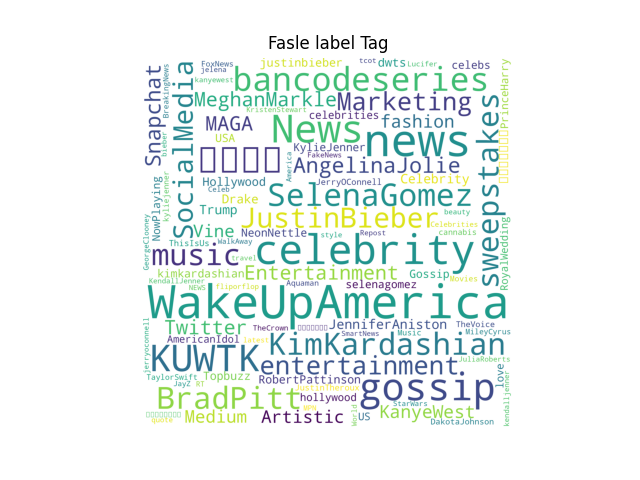 Fasle label Tag
FoxNews
justinbieber
tcot
dwts
Lucifer
celebs
jelena
kanyewest
bancodeseries
BreakingNews
Snapchat
SocialMedia
MeghanMarkle
Marketing
KristenStewart
celebrities
MAGA
News
news
fashion
sweepstakes
PrinceHarry
USA
bieber
KylieJenner
FakeNews
America
AngelinaJolie
Hollywood
JerryOConnell
Celebrity
bb
kyliejenner
Celeb
SelenaGomez
Drake
NowPlaying
Trump
JustinBieber
beauty
Vine
NeonNettle
style
Repost
Celebrities
cannabis
GeorgeClooney
ThisIsUs
WalkAway
music
celebrity
travel
RoyalWedding
kimkardashian
Entertainment
Gossip
Movies
KendallJenner
NEWS
fliporflop
Aquaman
selenagomez
WakeUpAmerica
Twitter
TheCrown
JenniferAniston
TheVoice
AmericanIdol
latest
SmartNews
Music
MileyCyrus
jerryoconnell
KUWTK
KimKardashian
entertainment
JuliaRoberts
TaylorSwift
Topbuzz
RobertPattinson
love
JayZ
RT
JustinTheroux
gossip
BradPitt
hollywood
StarWars
kendalljenner
Medium
Artistic
World
US
KanyeWest
quote
DakotaJohnson